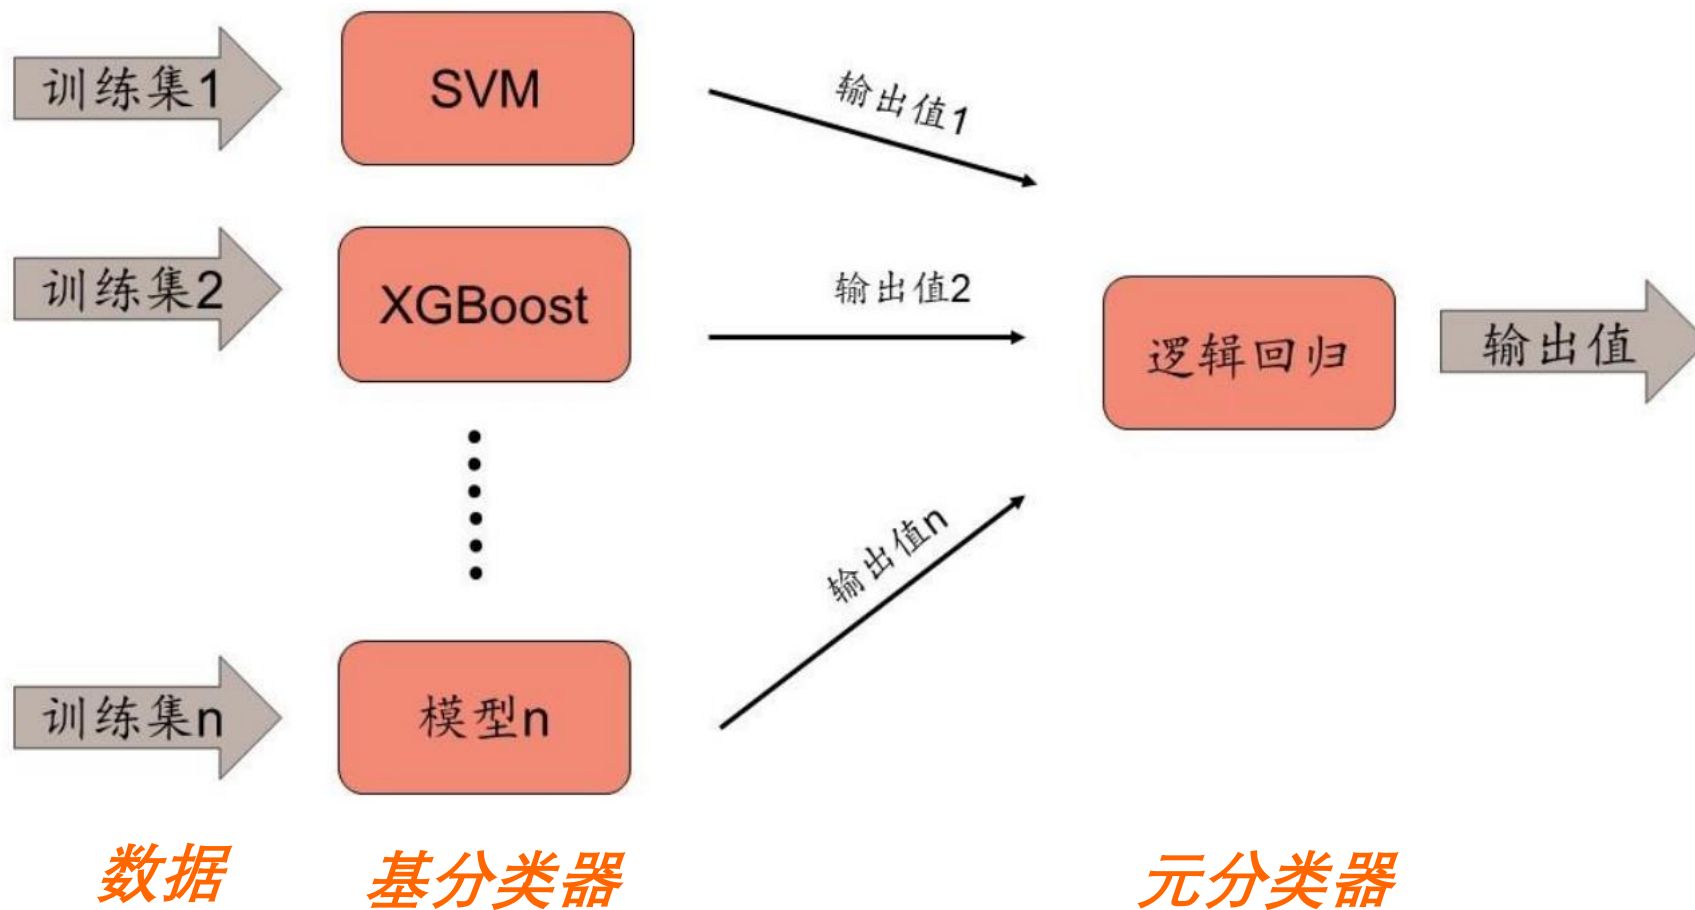 训练集1
SVM
输出值1
训练集2
XGBoost
输出值2
逻辑回归
输出值
输出值n
训练集n
模型n
数据
基分类器
元分类器